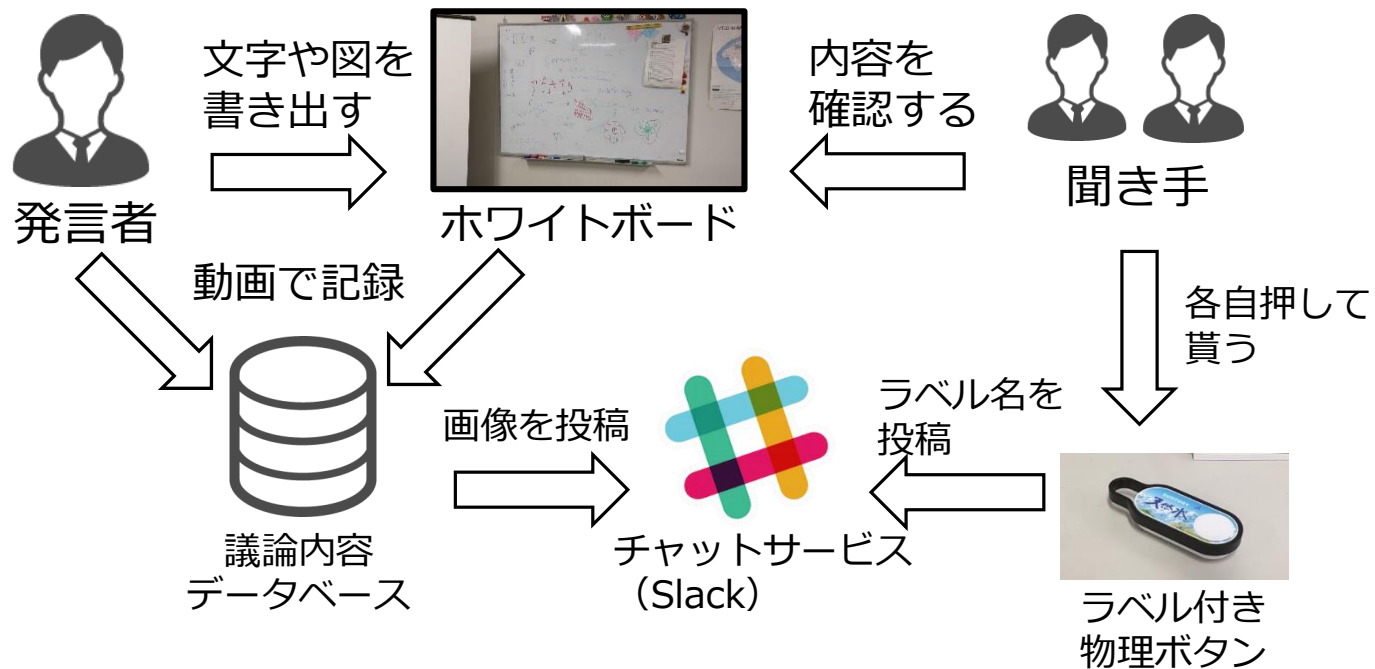 文字や図を
書き出す
内容を
確認する
発言者
ホワイトボード
聞き手
動画で記録
各自押して
貰う
画像を投稿
ラベル名を
投稿
天然水
議論内容
データベース
チャットサービス
（Slack）
ラベル付き
物理ボタン